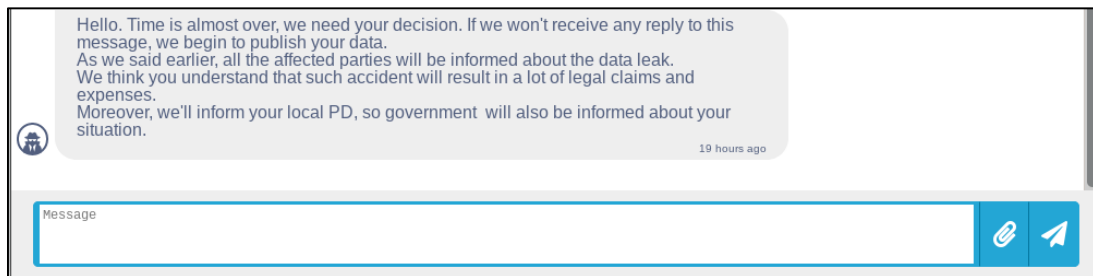 Hello. Time is almost over, we need your decision. If we won't receive any reply to this
message, we begin to publish your data.
As we said earlier, all the affected parties will be informed about the data leak.
We think you understand that such accident will result in a lot of legal claims and
expenses.
Moreover, we'll inform your local PD, so government  will also be informed about your
situation.
19 hours ago
Message